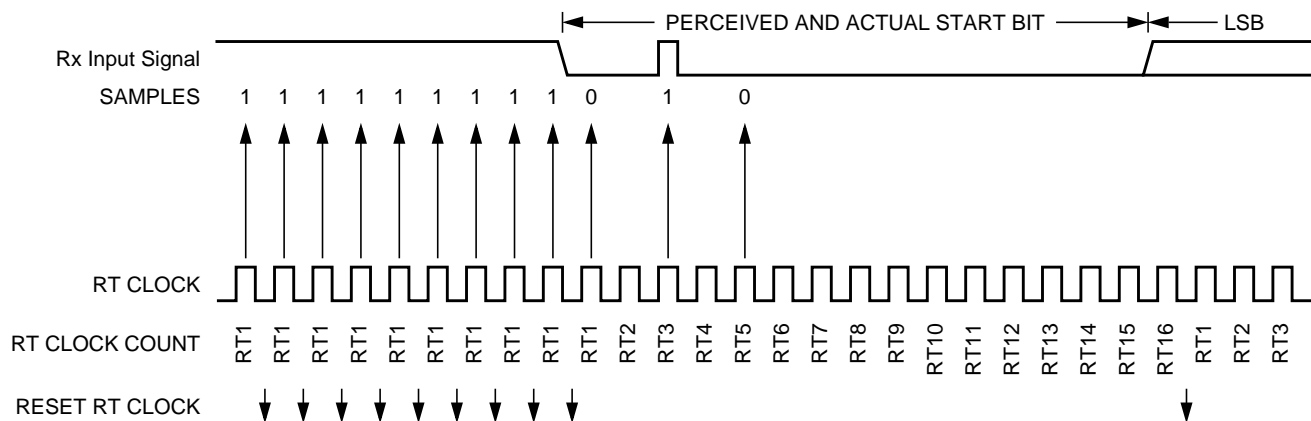 PERCEIVED AND ACTUAL START BIT LSB
Rx Input Signal
SAMPLES 1 1 1 1 1 1 1 1 1 0 1 0
RT CLOCK
RT CLOCK COUNT RT1 RT1 RT1 RT1 RT1 RT1 RT1 RT1 RT1 RT1 RT2 RT3 RT4 RT5 RT6 RT7 RT8 RT9 RT10 RT11 RT12 RT13 RT14 RT15 RT16 RT1 RT2 RT3
RESET RT CLOCK